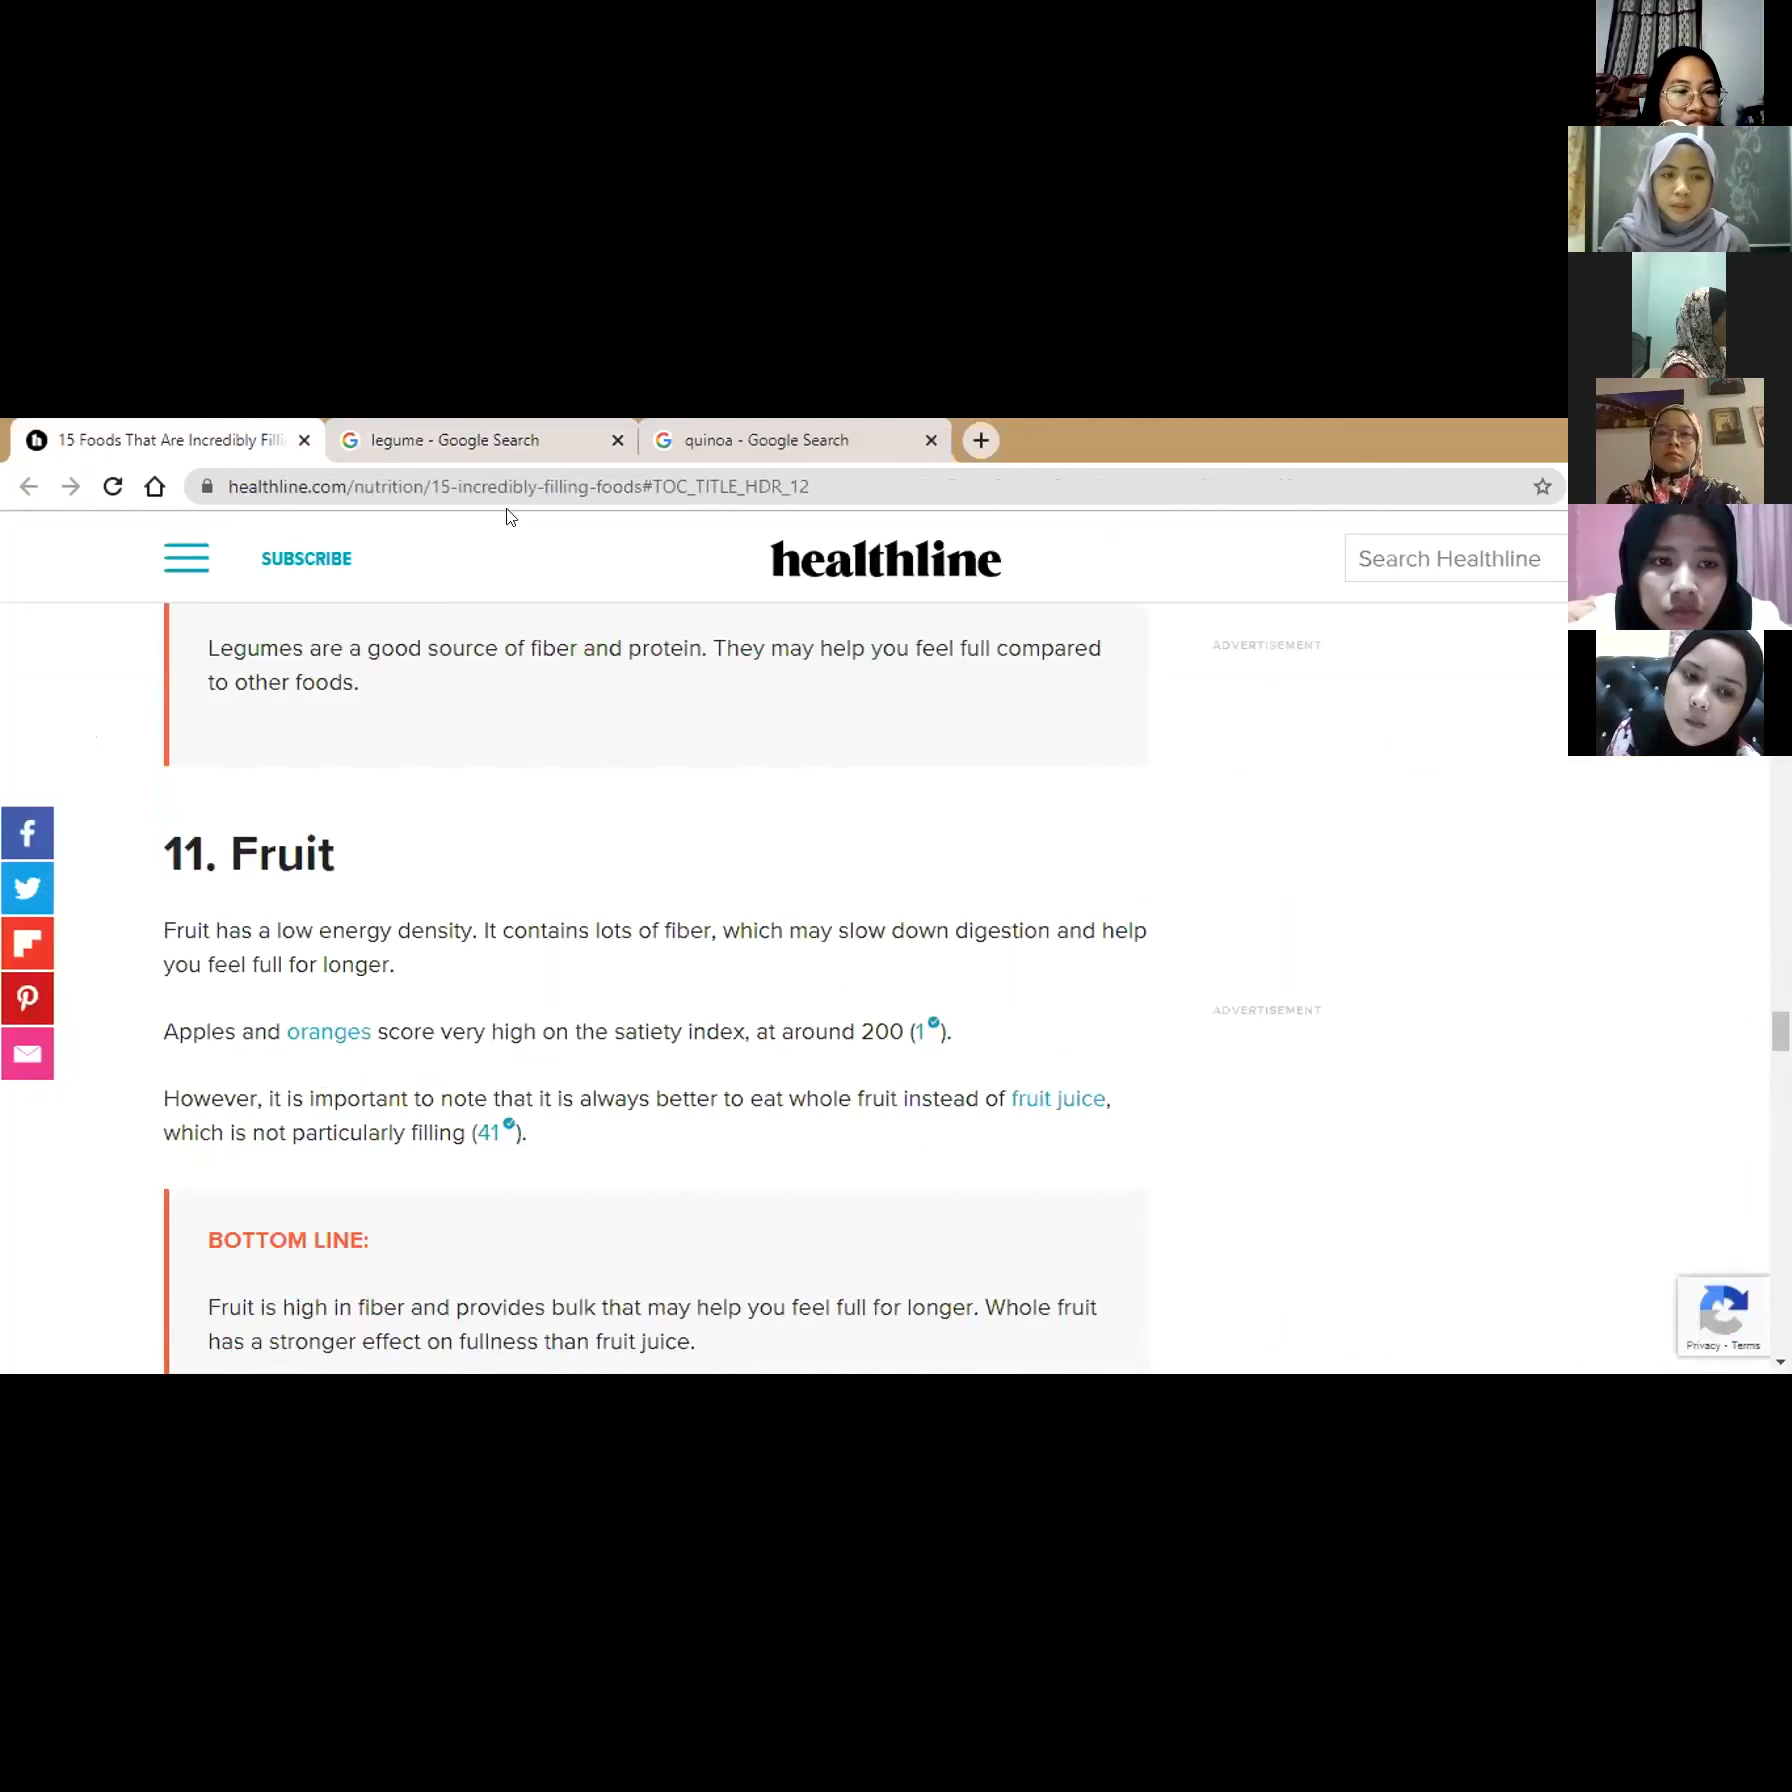 15 Foods That Are Incredibly Filli
legume - Google Search
quinoa - Google Search
healthline.com/nutrition/15-incredibly-filling-foods#TOC_TITLE_HDR_12
SUBSCRIBE
healthline
Search Healthline
Legumes are a good source of fiber and protein. They may help you feel full compared
to other foods.
ADVERTISEMENT
11. Fruit
Fruit has a low energy density. It contains lots of fiber, which may slow down digestion and help
you feel full for longer.
ADVERTISEMENT
Apples and oranges score very high on the satiety index, at around 200 (1).
However, it is important to note that it is always better to eat whole fruit instead of fruit juice,
which is not particularly filling (41).
BOTTOM LINE:
Fruit is high in fiber and provides bulk that may help you feel full for longer. Whole fruit
has a stronger effect on fullness than fruit juice.
Privacy - Terms